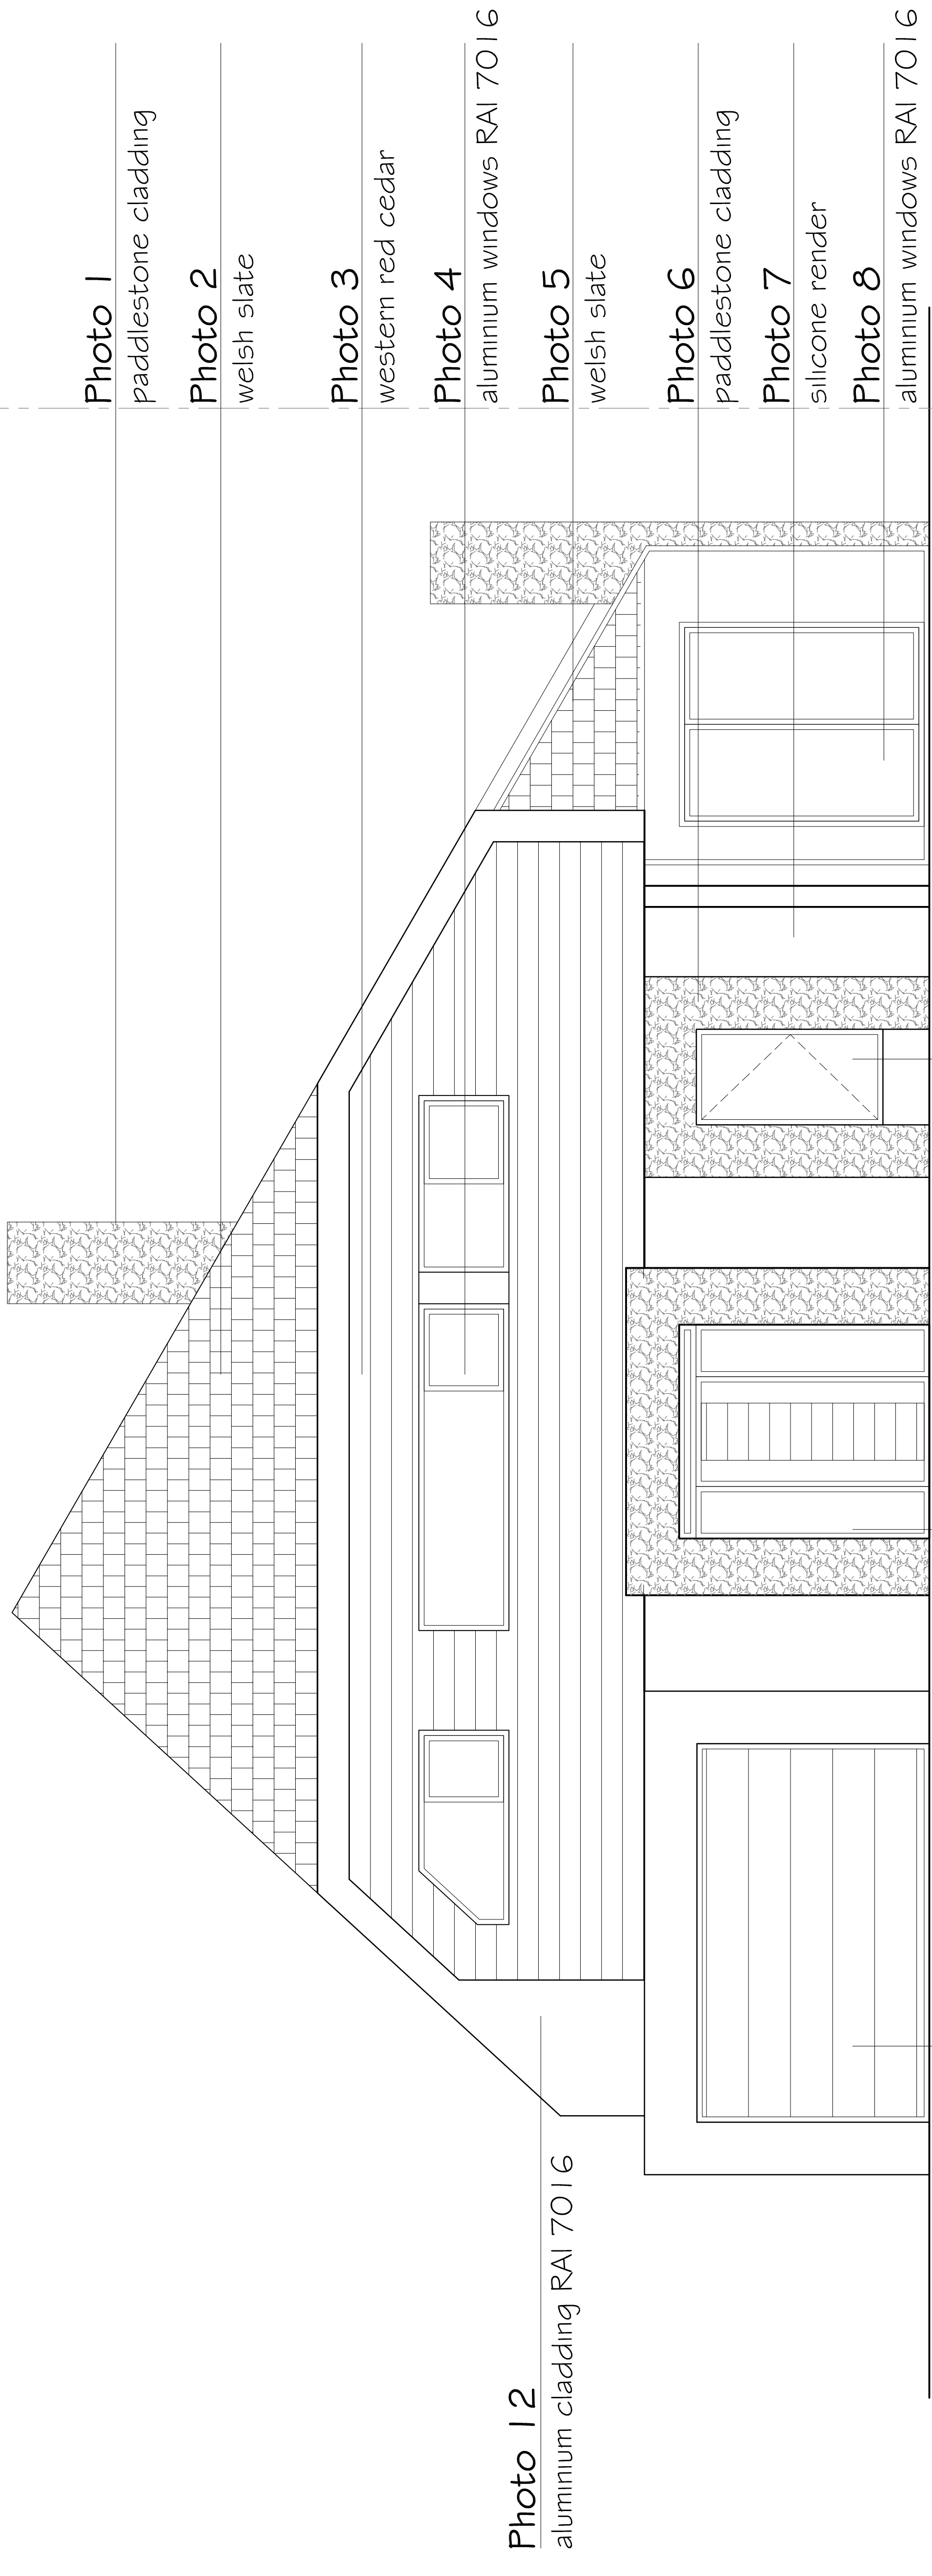 Photo 1
paddlestone cladding
Photo 2
welsh slate
Photo 3
western red cedar
Photo 4
aluminium windows RAl 7016
Photo 5
welsh slate
Photo 6
paddlestone cladding
Photo 7
silicone render
Photo 8
aluminium windows RAl 7016
Photo 12
aluminium cladding RAl 7016